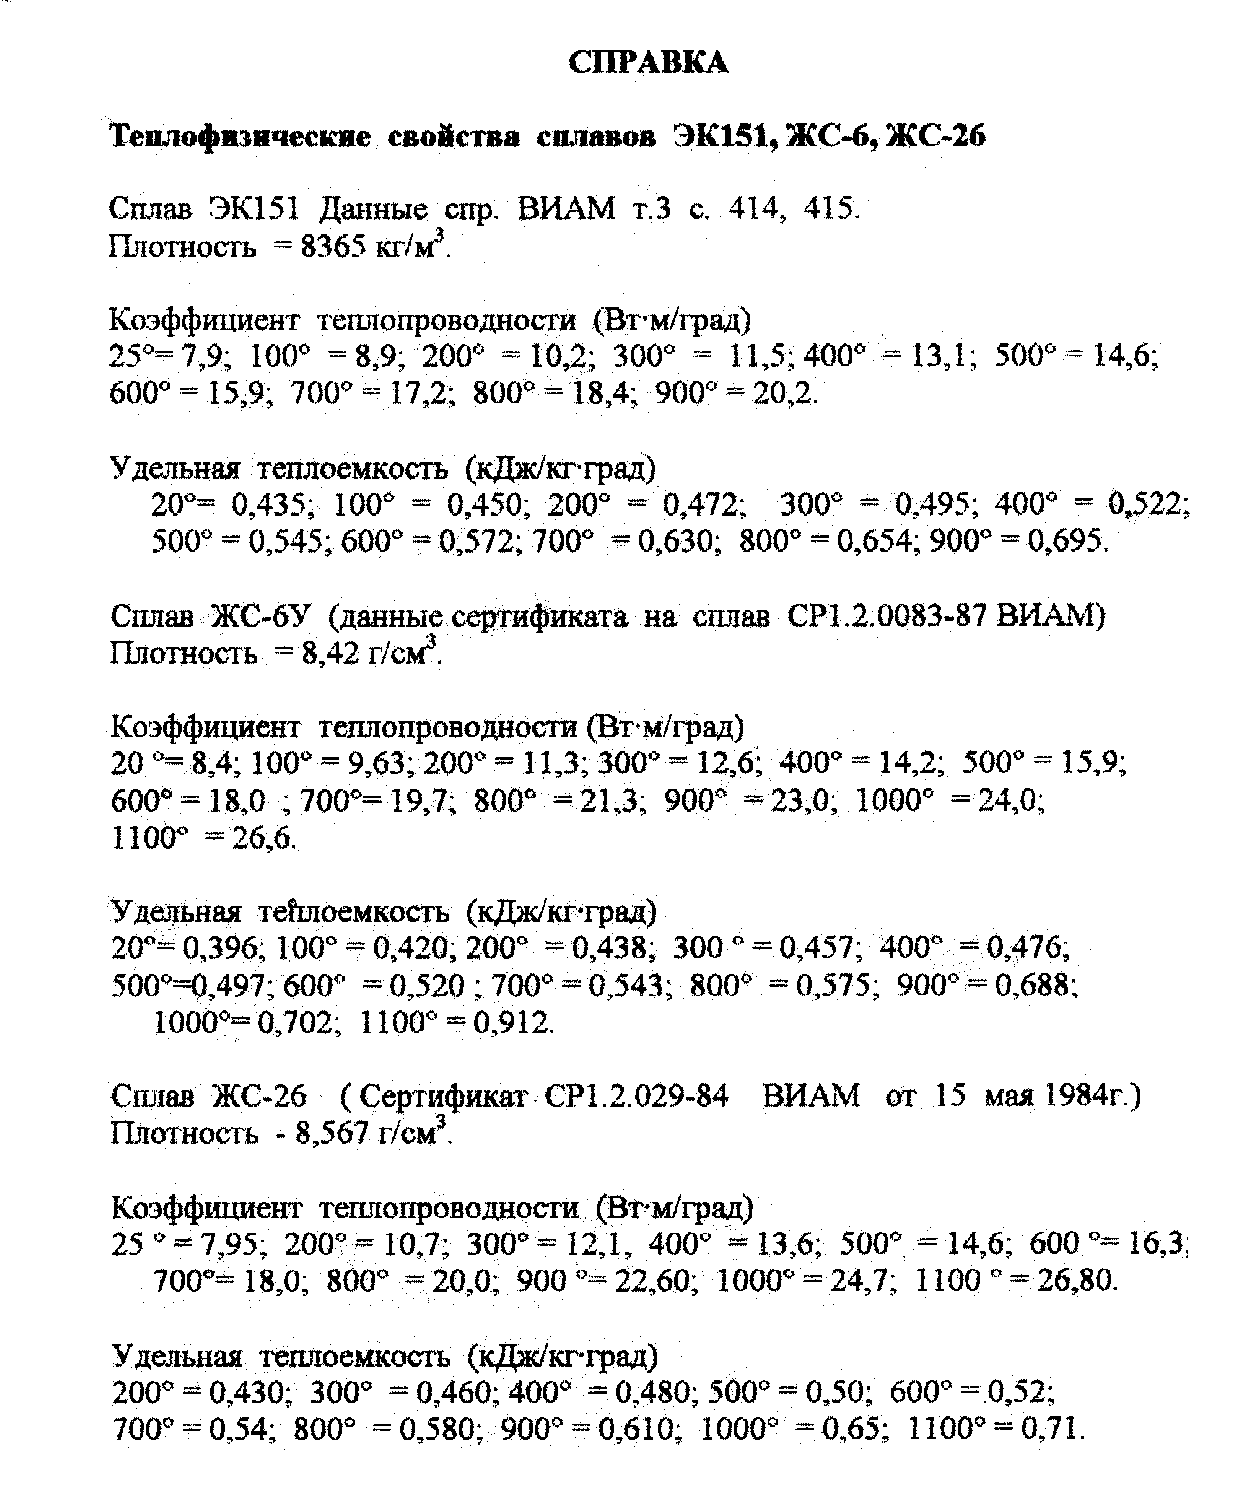 СПРАВКА
Теплофизические свойства сплавов ЭК151, ЖС-6, ЖС-26
Сплав ЭК151 Данные спр. ВИАМ т.3 с. 414, 415.
Плотность = 8365 кг/м³.
Коэффициент теплопроводности (Вт·м/град)
25°= 7,9; 100° = 8,9; 200° = 10,2; 300° = 11,5; 400° = 13,1; 500° = 14,6;
600° = 15,9; 700° = 17,2; 800° = 18,4; 900° = 20,2.
Удельная теплоемкость (кДж/кг·град)
20°= 0,435; 100° = 0,450; 200° = 0,472; 300° = 0,495; 400° = 0,522;
500° = 0,545; 600° = 0,572; 700° = 0,630; 800° = 0,654; 900° = 0,695.
Сплав ЖС-6У (данные сертификата на сплав СР1.2.0083-87 ВИАМ)
Плотность = 8,42 г/см³.
Коэффициент теплопроводности (Вт·м/град)
20 °= 8,4; 100° = 9,63; 200° = 11,3; 300° = 12,6; 400° = 14,2; 500° = 15,9;
600° = 18,0 ; 700°= 19,7; 800° = 21,3; 900° = 23,0; 1000° = 24,0;
1100° = 26,6.
Удельная теплоемкость (кДж/кг·град)
20°= 0,396; 100° = 0,420; 200° = 0,438; 300 ° = 0,457; 400° = 0,476;
500°=0,497; 600° = 0,520 ; 700° = 0,543; 800° = 0,575; 900° = 0,688;
1000°= 0,702; 1100° = 0,912.
Сплав ЖС-26 ( Сертификат СР1.2.029-84 ВИАМ от 15 мая 1984г.)
Плотность - 8,567 г/см³.
Коэффициент теплопроводности (Вт·м/град)
25 ° = 7,95; 200° = 10,7; 300° = 12,1, 400° = 13,6; 500° = 14,6; 600 °= 16,3;
700°= 18,0; 800° = 20,0; 900 °= 22,60; 1000° = 24,7; 1100 ° = 26,80.
Удельная теплоемкость (кДж/кг·град)
200° = 0,430; 300° = 0,460; 400° = 0,480; 500° = 0,50; 600° = 0,52;
700° = 0,54; 800° = 0,580; 900° = 0,610; 1000° = 0,65; 1100° = 0,71.